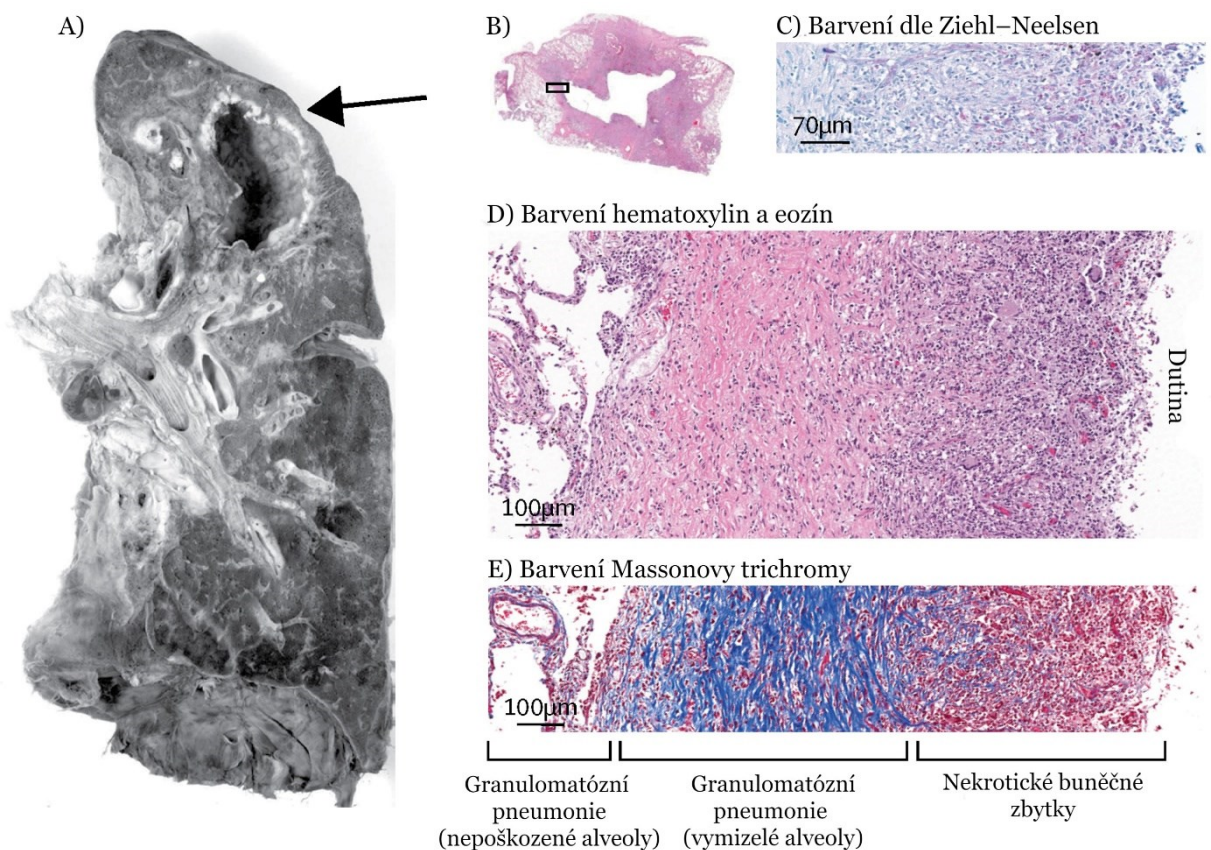 A)
B)
C) Barvení dle Ziehl–Neelsen
70µm
D) Barvení hematoxylin a eozín
100µm
Dutina
E) Barvení Massonovy trichromy
100µm
Granulomatózní
pneumonie
(nepoškozené alveoly)
Granulomatózní
pneumonie
(vymizelé alveoly)
Nekrotické buněčné
zbytky